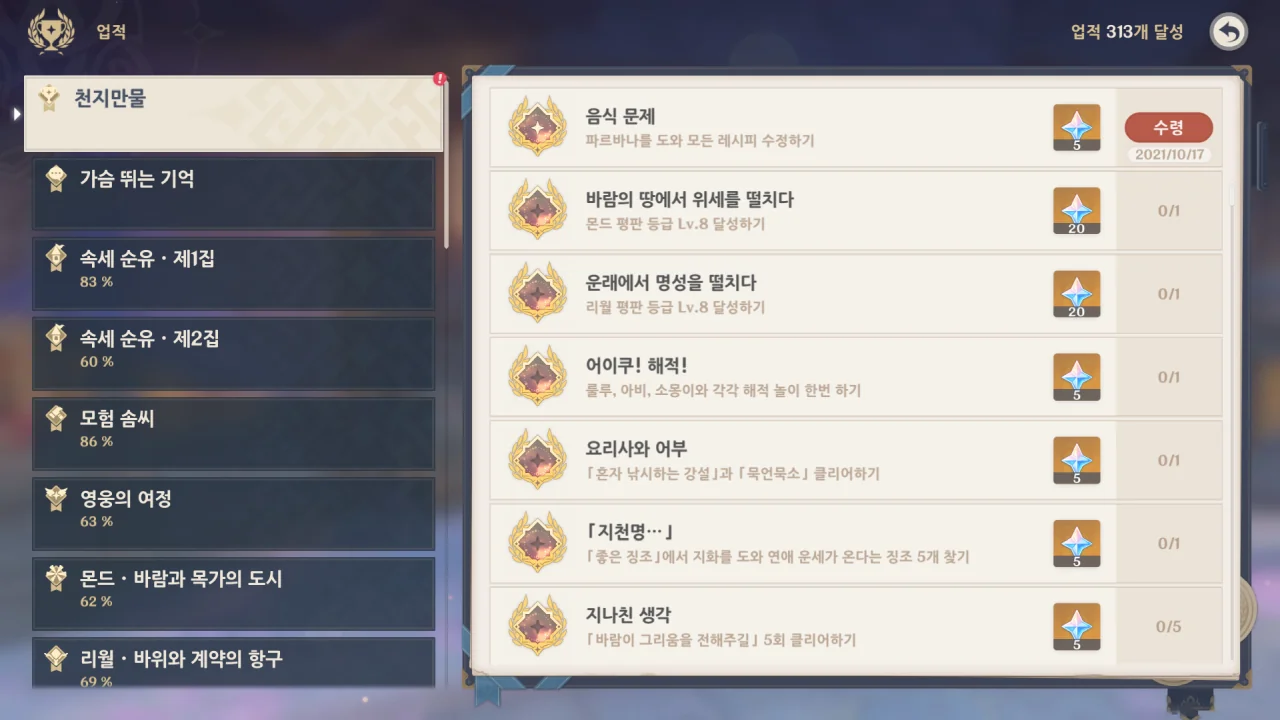 업적
업적 313개 달성
천지만물
가슴 뛰는 기억
속세 순유 · 제1집
83 %
속세 순유 · 제2집
60 %
모험 솜씨
86 %
영웅의 여정
63 %
몬드 · 바람과 목가의 도시
62 %
리월 · 바위와 계약의 항구
69 %
음식 문제
파르바나를 도와 모든 레시피 수정하기
5
수령
2021/10/17
바람의 땅에서 위세를 떨치다
몬드 평판 등급 Lv.8 달성하기
20
0/1
운래에서 명성을 떨치다
리월 평판 등급 Lv.8 달성하기
20
0/1
어이쿠! 해적!
룰루, 아비, 소몽이와 각각 해적 놀이 한번 하기
5
0/1
요리사와 어부
「혼자 낚시하는 강설」과 「묵언묵소」 클리어하기
5
0/1
「지천명…」
「좋은 징조」에서 지화를 도와 연애 운세가 온다는 징조 5개 찾기
5
0/1
지나친 생각
「바람이 그리움을 전해주길」 5회 클리어하기
5
0/5